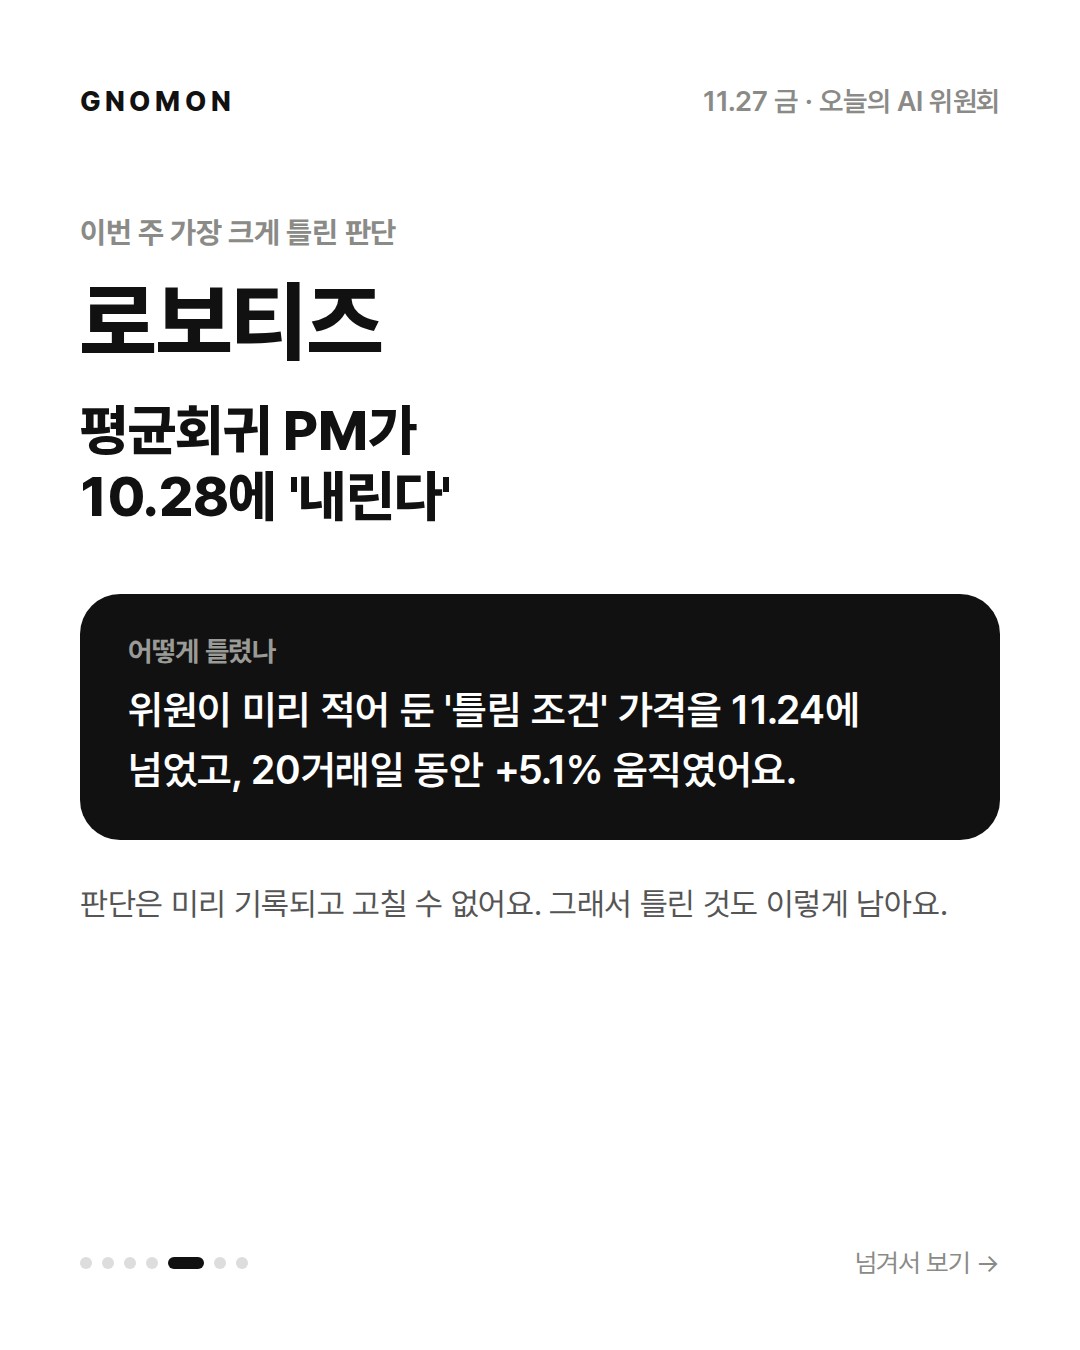 GNOMON
11.27 금 · 오늘의 AI 위원회
이번 주 가장 크게 틀린 판단
로보티즈
평균회귀 PM가
10.28에 '내린다'
어떻게 틀렸나
위원이 미리 적어 둔 '틀림 조건' 가격을 11.24에
넘었고, 20거래일 동안 +5.1% 움직였어요.
판단은 미리 기록되고 고칠 수 없어요. 그래서 틀린 것도 이렇게 남아요.
넘겨서 보기 →